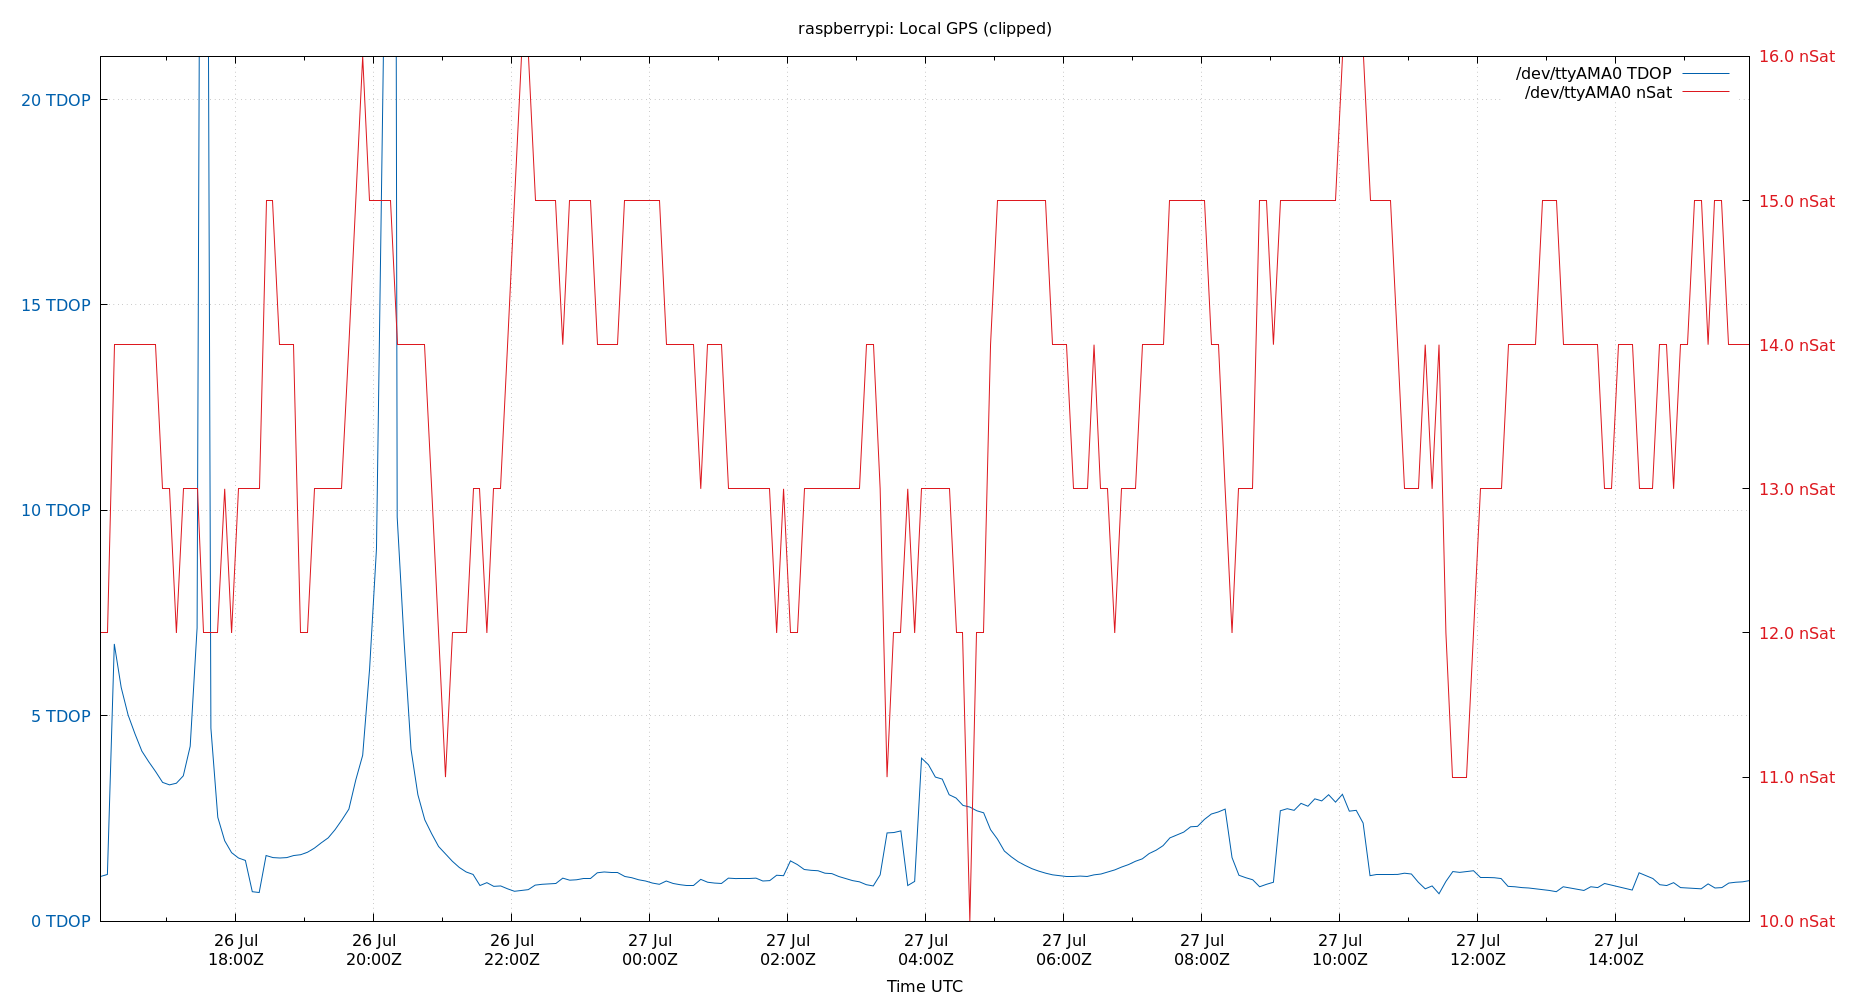 raspberrypi: Local GPS (clipped)
/dev/ttyAMA0 TDOP
/dev/ttyAMA0 nSat
20 TDOP
15 TDOP
10 TDOP
5 TDOP
0 TDOP
16.0 nSat
15.0 nSat
14.0 nSat
13.0 nSat
12.0 nSat
11.0 nSat
10.0 nSat
26 Jul
18:00Z
26 Jul
20:00Z
26 Jul
22:00Z
27 Jul
00:00Z
27 Jul
02:00Z
27 Jul
04:00Z
27 Jul
06:00Z
27 Jul
08:00Z
27 Jul
10:00Z
27 Jul
12:00Z
27 Jul
14:00Z
Time UTC